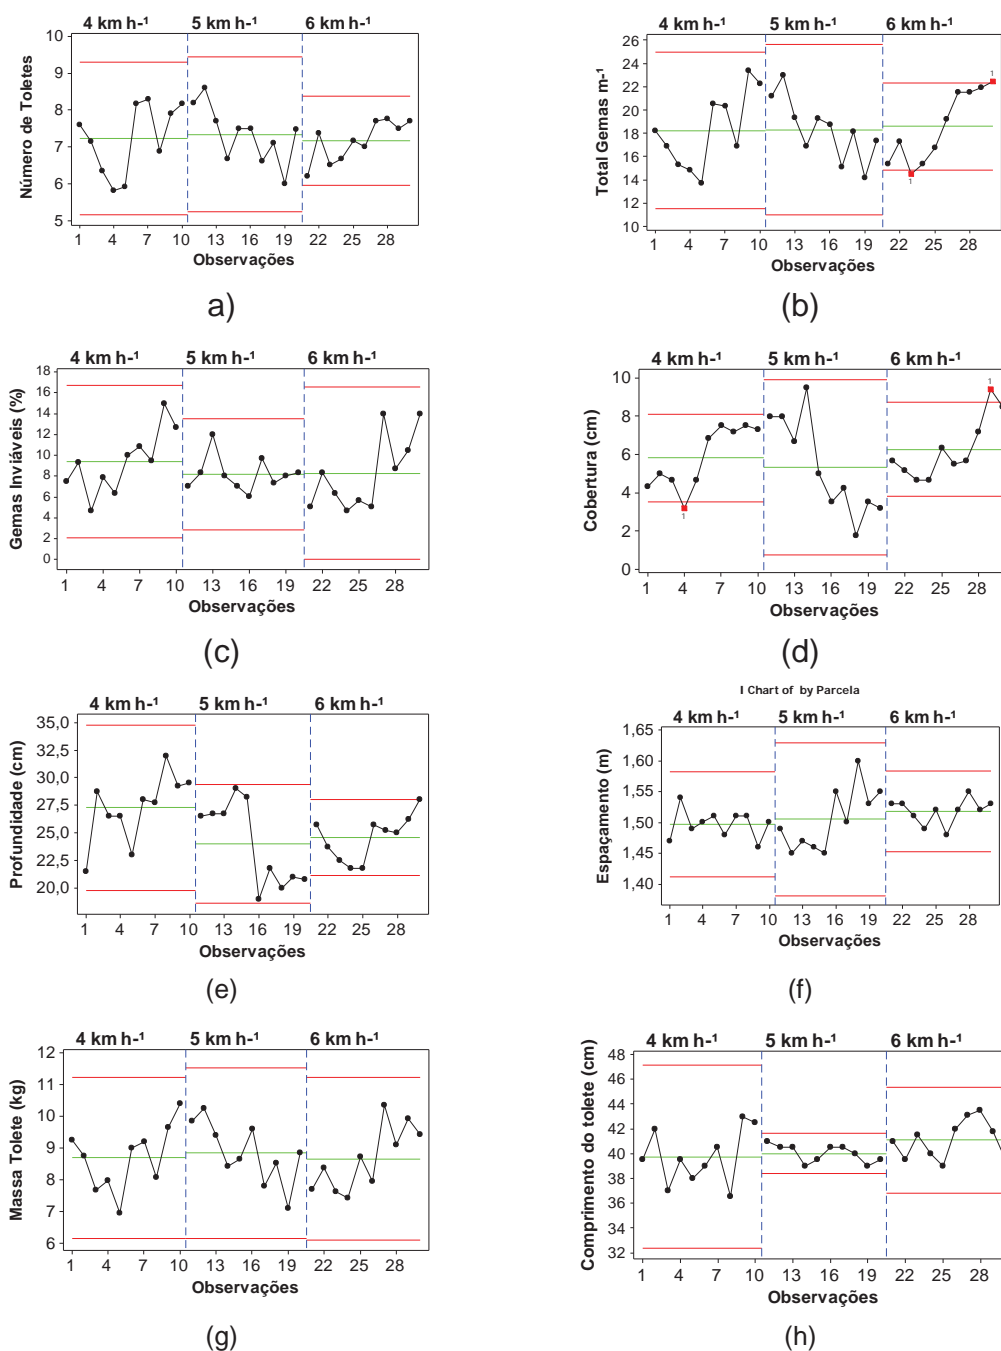 4 km h-1 5 km h-1 6 km h-1
Número de Toletes
10
9
8
7
6
5
1 4 7 10 13 16 19 22 25 28
Observações
a)
4 km h-1 5 km h-1 6 km h-1
Total Gemas m-1
26
24
22
20
18
16
14
12
10
1
1
1 4 7 10 13 16 19 22 25 28
Observações
(b)
4 km h-1 5 km h-1 6 km h-1
Gemas Inviáveis (%)
18
16
14
12
10
8
6
4
2
0
1 4 7 10 13 16 19 22 25 28
Observações
(c)
4 km h-1 5 km h-1 6 km h-1
Cobertura (cm)
10
8
6
4
2
0
1
1
1 4 7 10 13 16 19 22 25 28
Observações
(d)
4 km h-1 5 km h-1 6 km h-1
Profundidade (cm)
35,0
32,5
30,0
27,5
25,0
22,5
20,0
1 4 7 10 13 16 19 22 25 28
Observações
(e)
I Chart of by Parcela
4 km h-1 5 km h-1 6 km h-1
Espaçamento (m)
1,65
1,60
1,55
1,50
1,45
1,40
1 4 7 10 13 16 19 22 25 28
Observações
(f)
4 km h-1 5 km h-1 6 km h-1
Massa Tolete (kg)
12
11
10
9
8
7
6
1 4 7 10 13 16 19 22 25 28
Observações
(g)
4 km h-1 5 km h-1 6 km h-1
Comprimento do tolete (cm)
48
46
44
42
40
38
36
34
32
1 4 7 10 13 16 19 22 25 28
Observações
(h)